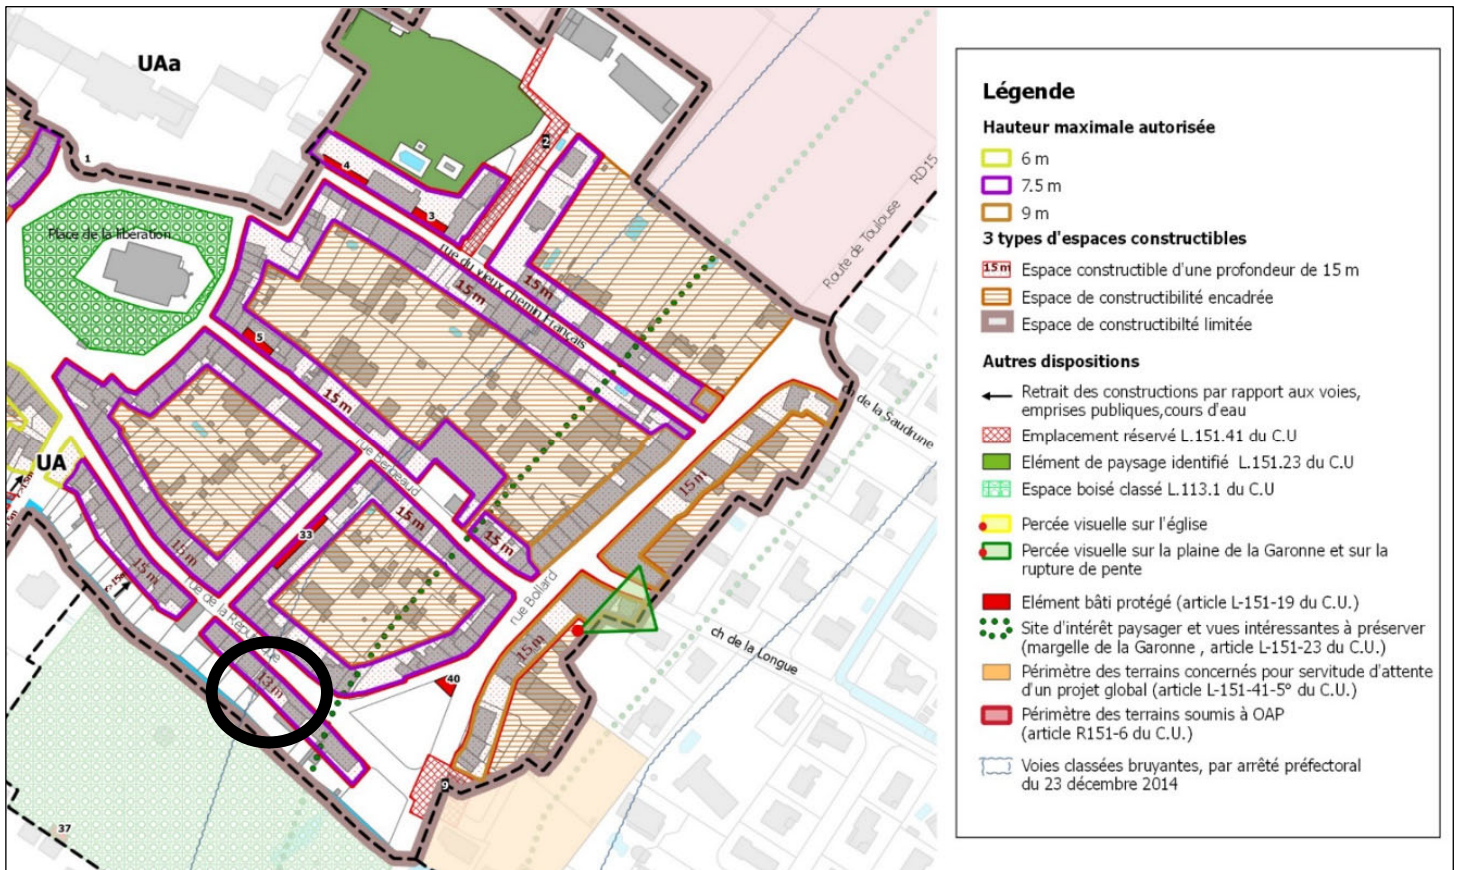 UAa
1
4
2
3
RD15
Route de Toulouse
Place de la liberation
rue du vieux chemin Français
15 m
15 m
5
15 m
ch de la Saudrune
15 m
UA
rue Bergeaud
15 m
15 m
33
15 m
15 m
rue de la République
rue Bollard
15 m
13 m
40
ch de la Longue
9
37
Légende
Hauteur maximale autorisée
6 m
7.5 m
9 m
3 types d'espaces constructibles
15 m Espace constructible d'une profondeur de 15 m
Espace de constructibilité encadrée
Espace de constructibilté limitée
Autres dispositions
Retrait des constructions par rapport aux voies,
emprises publiques,cours d'eau
Emplacement réservé L.151.41 du C.U
Elément de paysage identifié L.151.23 du C.U
Espace boisé classé L.113.1 du C.U
Percée visuelle sur l'église
Percée visuelle sur la plaine de la Garonne et sur la
rupture de pente
Elément bâti protégé (article L-151-19 du C.U.)
Site d'intérêt paysager et vues intéressantes à préserver
(margelle de la Garonne , article L-151-23 du C.U.)
Périmètre des terrains concernés pour servitude d'attente
d'un projet global (article L-151-41-5° du C.U.)
Périmètre des terrains soumis à OAP
(article R151-6 du C.U.)
Voies classées bruyantes, par arrêté préfectoral
du 23 décembre 2014